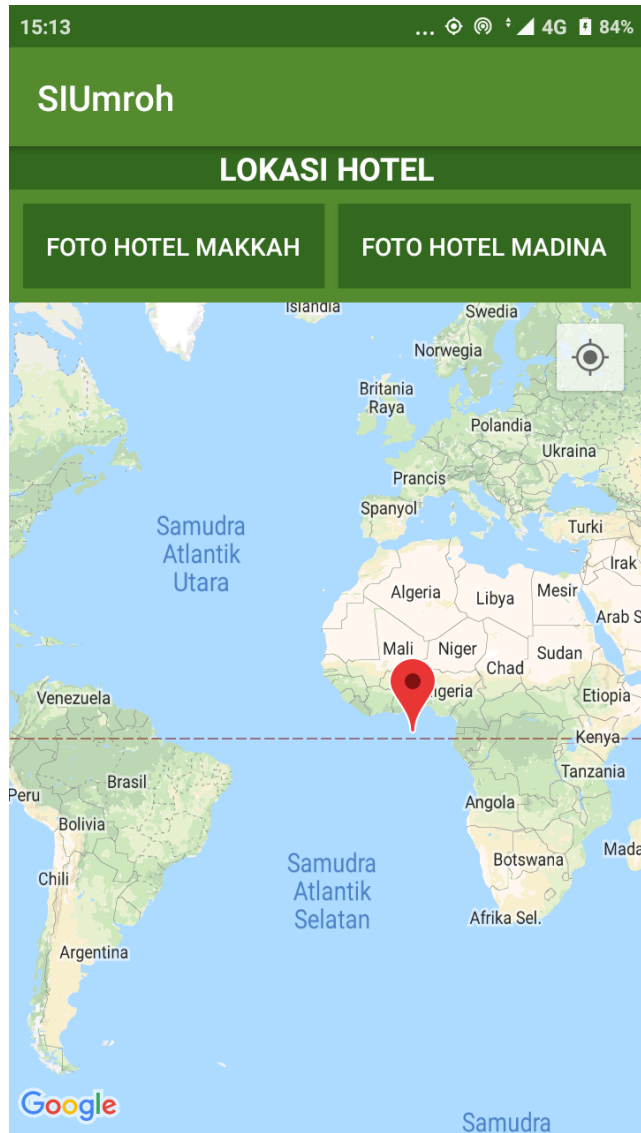 15:13
... 4G 84%
SIUmroh
LOKASI HOTEL
FOTO HOTEL MAKKAH
FOTO HOTEL MADINA
Islandia
Swedia
Norwegia
Britania
Raya
Polandia
Ukraina
Prancis
Spanyol
Turki
Samudra
Atlantik
Utara
Irak
Algeria
Libya
Mesir
Arab S
Mali
Niger
Chad
Sudan
geria
Etiopia
Venezuela
Kenya
Brasil
Tanzania
Peru
Angola
Bolivia
Botswana
Mada
Samudra
Atlantik
Selatan
Chili
Afrika Sel.
Argentina
Google
Samudra